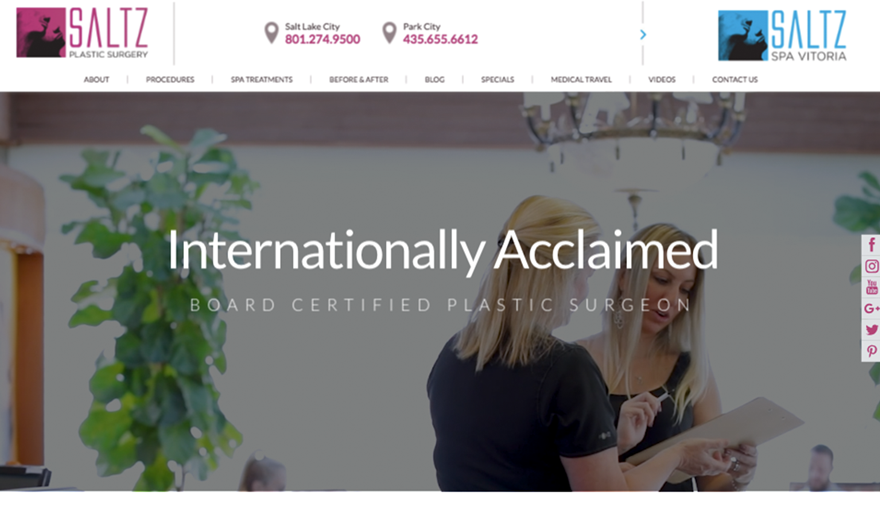 SALTZ
PLASTIC SURGERY
Salt Lake City
801.274.9500
Park City
435.655.6612
SALTZ
SPA VITORIA
ABOUT
PROCEDURES
SPA TREATMENTS
BEFORE & AFTER
BLOG
SPECIALS
MEDICAL TRAVEL
VIDEOS
CONTACT US
Internationally Acclaimed
BOARD CERTIFIED PLASTIC SURGEON
You
Tube
G+